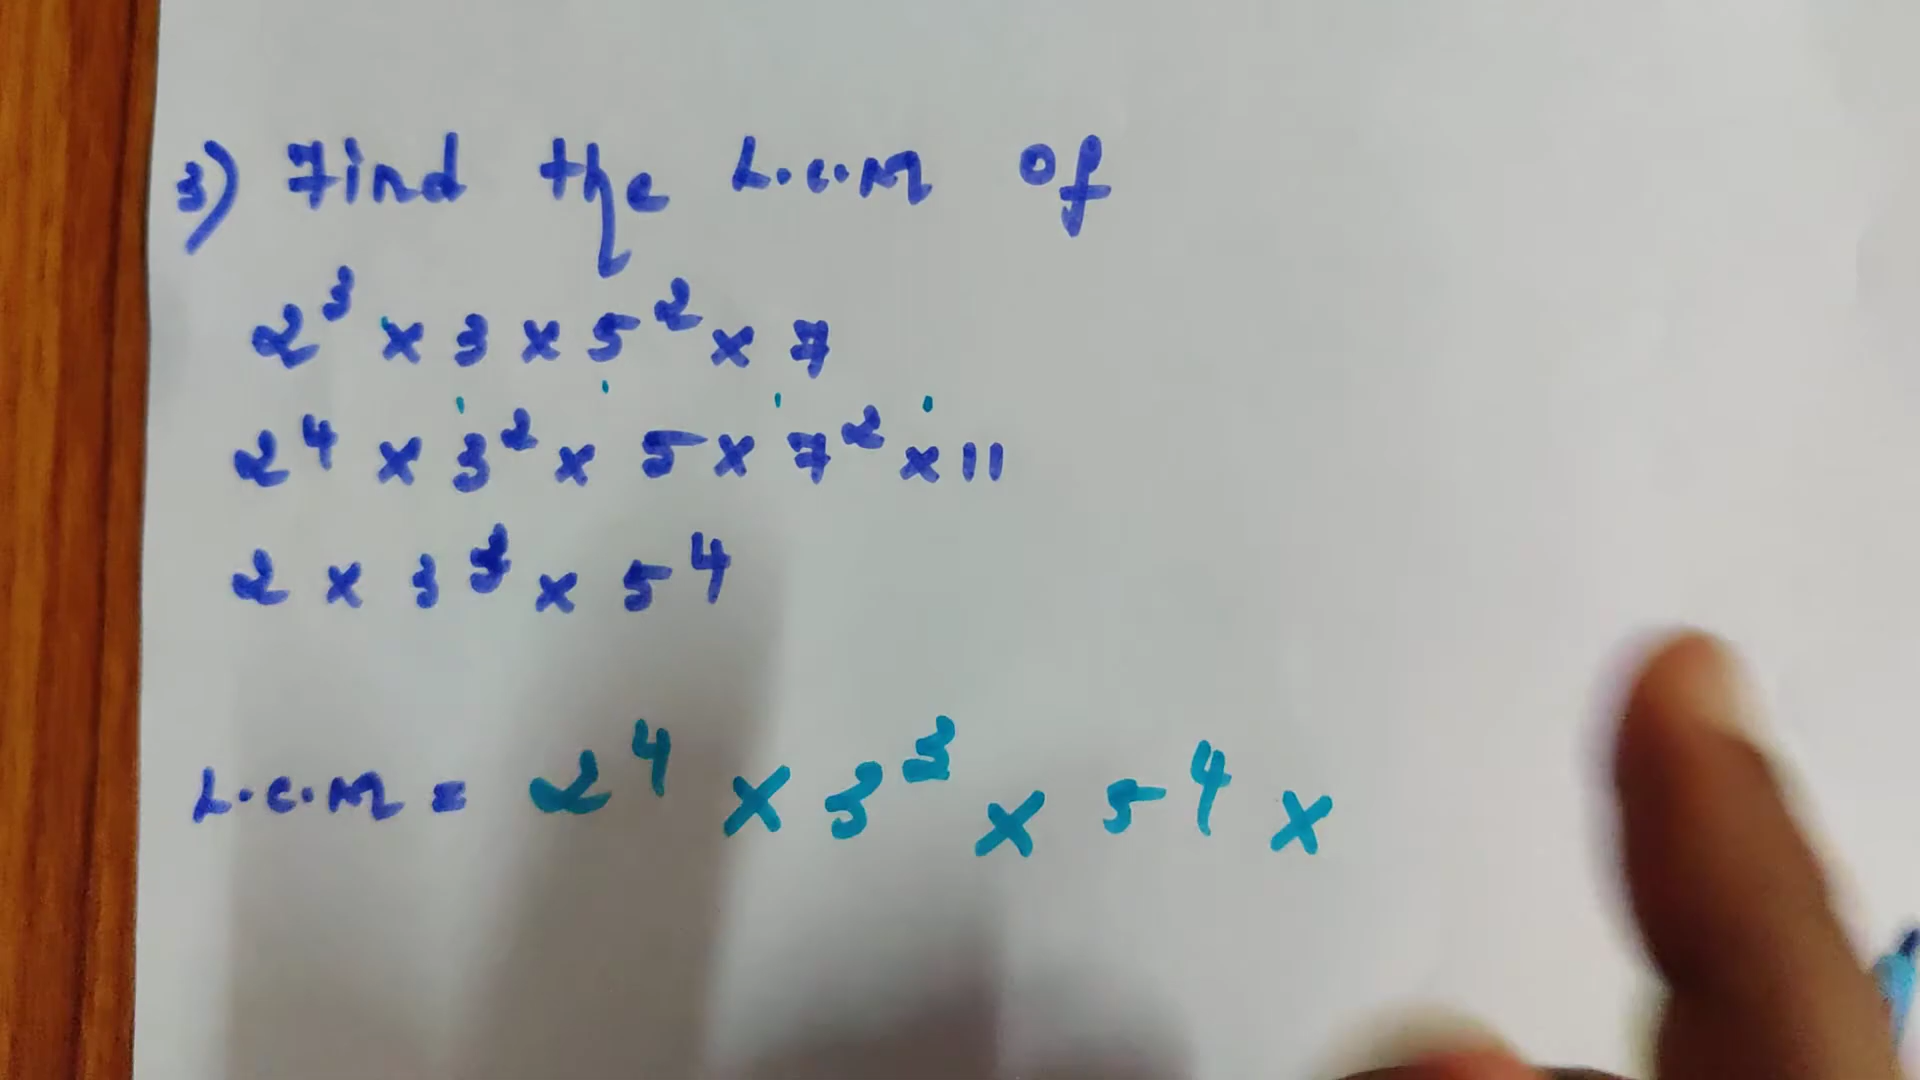 3) Find the L.C.M of
2³ × 3 × 5² × 7
2⁴ × 3² × 5 × 7² × 11
2 × 3³ × 5⁴
L.C.M = 2⁴ × 3³ × 5⁴ ×